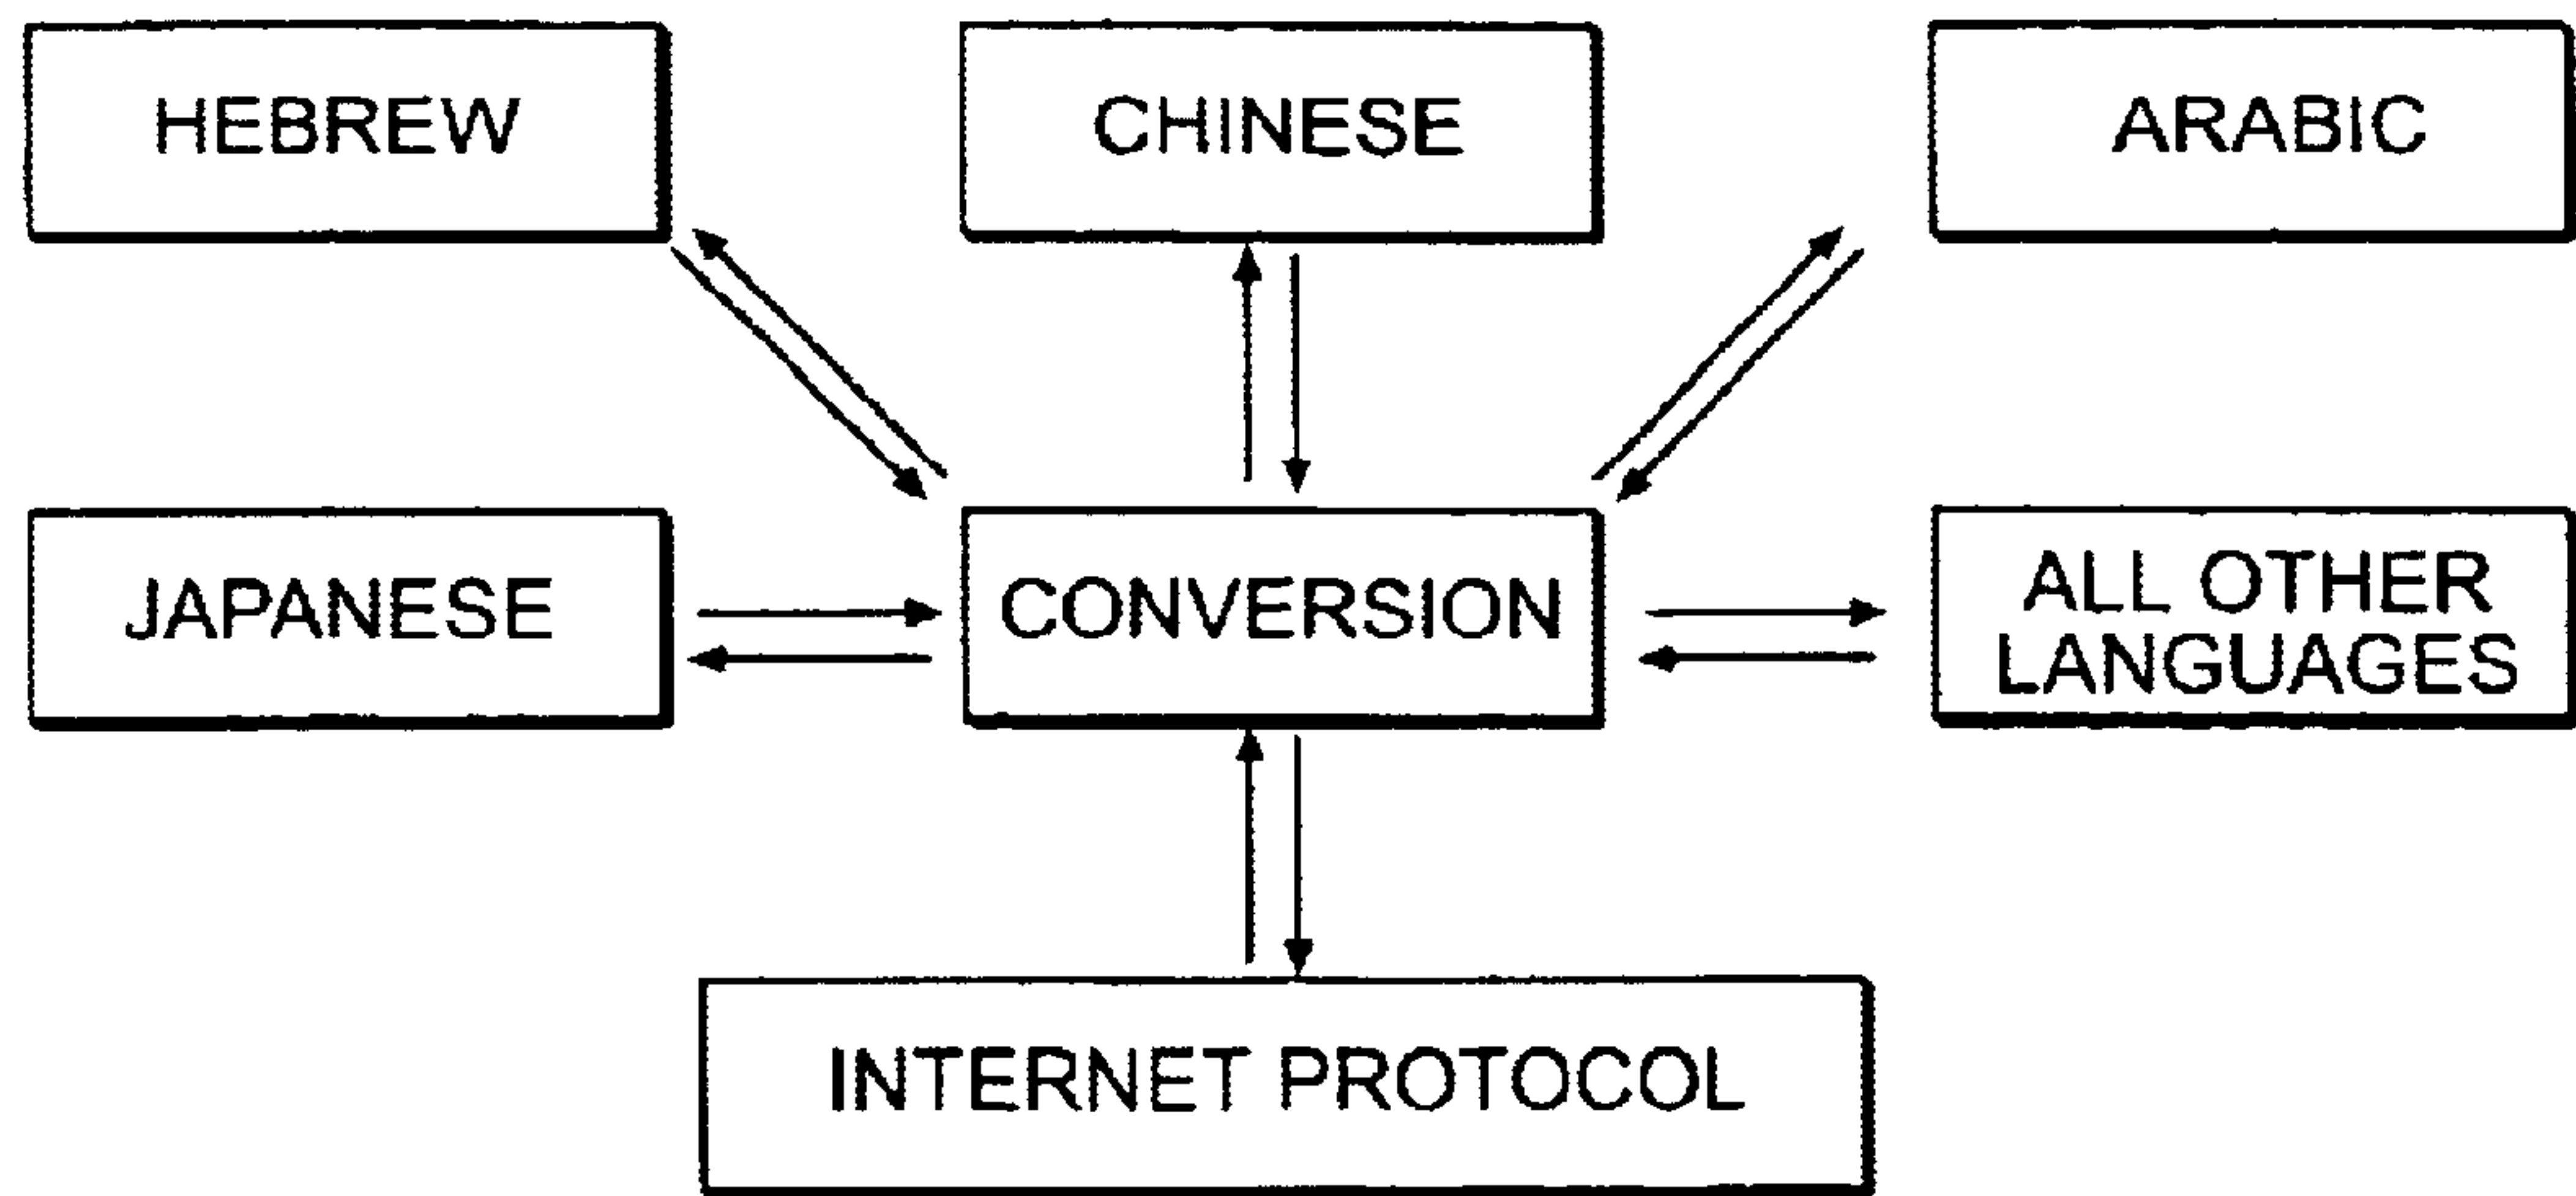 HEBREW
CHINESE
ARABIC
JAPANESE
CONVERSION
ALL OTHER
LANGUAGES
INTERNET PROTOCOL